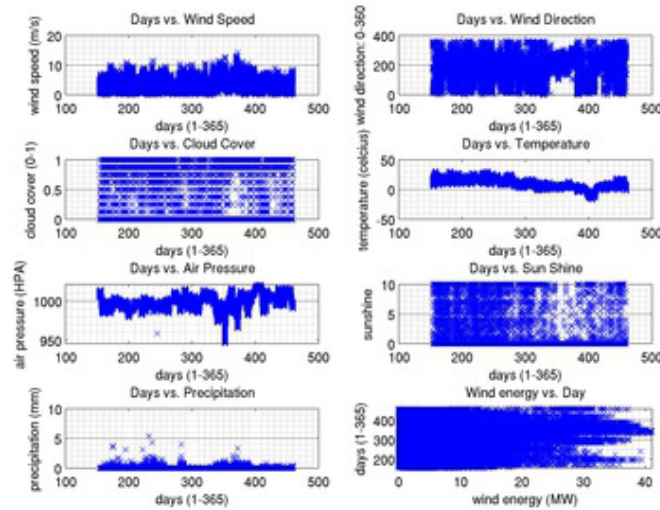 Days vs. Wind Speed
wind speed (m/s)
20
10
0
100 200 300 400 500
days (1-365)
Days vs. Wind Direction
wind direction: 0-360
400
200
0
100 200 300 400 500
days (1-365)
Days vs. Cloud Cover
cloud cover (0-1)
1
0.5
0
100 200 300 400 500
days (1-365)
Days vs. Temperature
temperature (celcius)
50
0
-50
100 200 300 400 500
days (1-365)
Days vs. Air Pressure
air pressure (HPA)
1000
950
100 200 300 400 500
days (1-365)
Days vs. Sun Shine
sunshine
10
5
0
100 200 300 400 500
days (1-365)
Days vs. Precipitation
precipitation (mm)
10
5
0
100 200 300 400 500
days (1-365)
Wind energy vs. Day
days (1-365)
400
300
200
0 10 20 30 40
wind energy (MW)